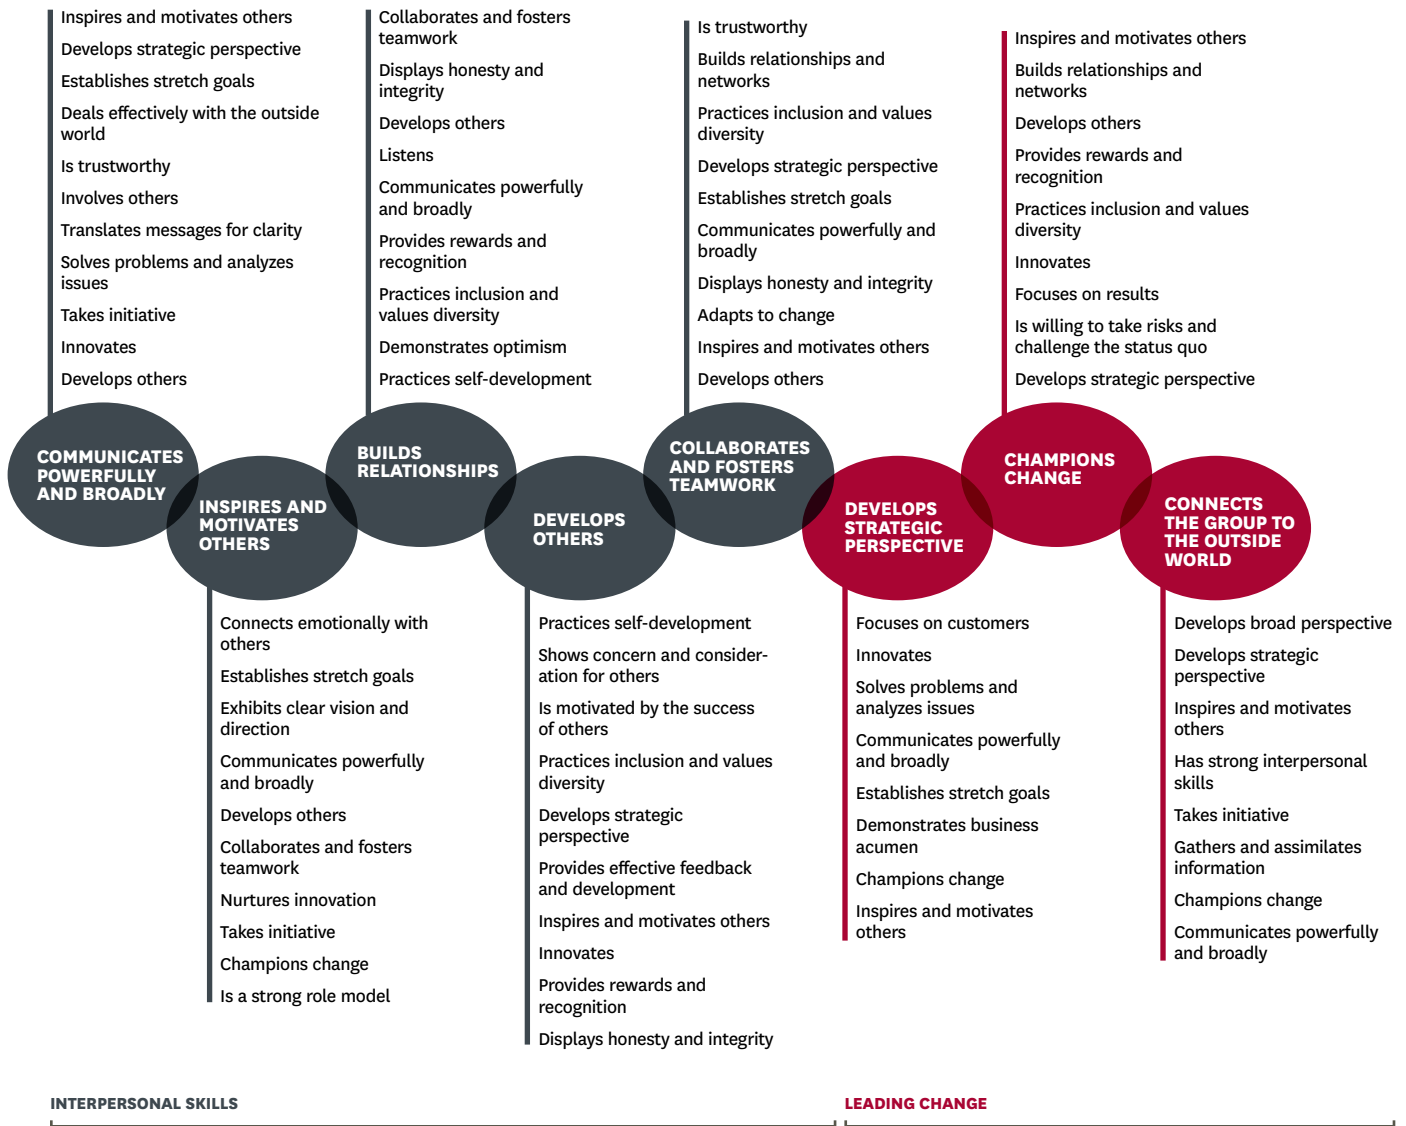 Inspires and motivates others
Develops strategic perspective
Establishes stretch goals
Deals effectively with the outside
world
Is trustworthy
Involves others
Translates messages for clarity
Solves problems and analyzes
issues
Takes initiative
Innovates
Develops others
Collaborates and fosters
teamwork
Displays honesty and
integrity
Develops others
Listens
Communicates powerfully
and broadly
Provides rewards and
recognition
Practices inclusion and
values diversity
Demonstrates optimism
Practices self-development
Is trustworthy
Builds relationships and
networks
Practices inclusion and values
diversity
Develops strategic perspective
Establishes stretch goals
Communicates powerfully and
broadly
Displays honesty and integrity
Adapts to change
Inspires and motivates others
Develops others
Inspires and motivates others
Builds relationships and
networks
Develops others
Provides rewards and
recognition
Practices inclusion and values
diversity
Innovates
Focuses on results
Is willing to take risks and
challenge the status quo
Develops strategic perspective
COMMUNICATES
POWERFULLY
AND BROADLY
INSPIRES AND
MOTIVATES
OTHERS
BUILDS
RELATIONSHIPS
DEVELOPS
OTHERS
COLLABORATES
AND FOSTERS
TEAMWORK
DEVELOPS
STRATEGIC
PERSPECTIVE
CHAMPIONS
CHANGE
CONNECTS
THE GROUP TO
THE OUTSIDE
WORLD
Connects emotionally with
others
Establishes stretch goals
Exhibits clear vision and
direction
Communicates powerfully
and broadly
Develops others
Collaborates and fosters
teamwork
Nurtures innovation
Takes initiative
Champions change
Is a strong role model
Practices self-development
Shows concern and consider-
ation for others
Is motivated by the success
of others
Practices inclusion and values
diversity
Develops strategic
perspective
Provides effective feedback
and development
Inspires and motivates others
Innovates
Provides rewards and
recognition
Displays honesty and integrity
Focuses on customers
Innovates
Solves problems and
analyzes issues
Communicates powerfully
and broadly
Establishes stretch goals
Demonstrates business
acumen
Champions change
Inspires and motivates
others
Develops broad perspective
Develops strategic
perspective
Inspires and motivates
others
Has strong interpersonal
skills
Takes initiative
Gathers and assimilates
information
Champions change
Communicates powerfully
and broadly
INTERPERSONAL SKILLS
LEADING CHANGE